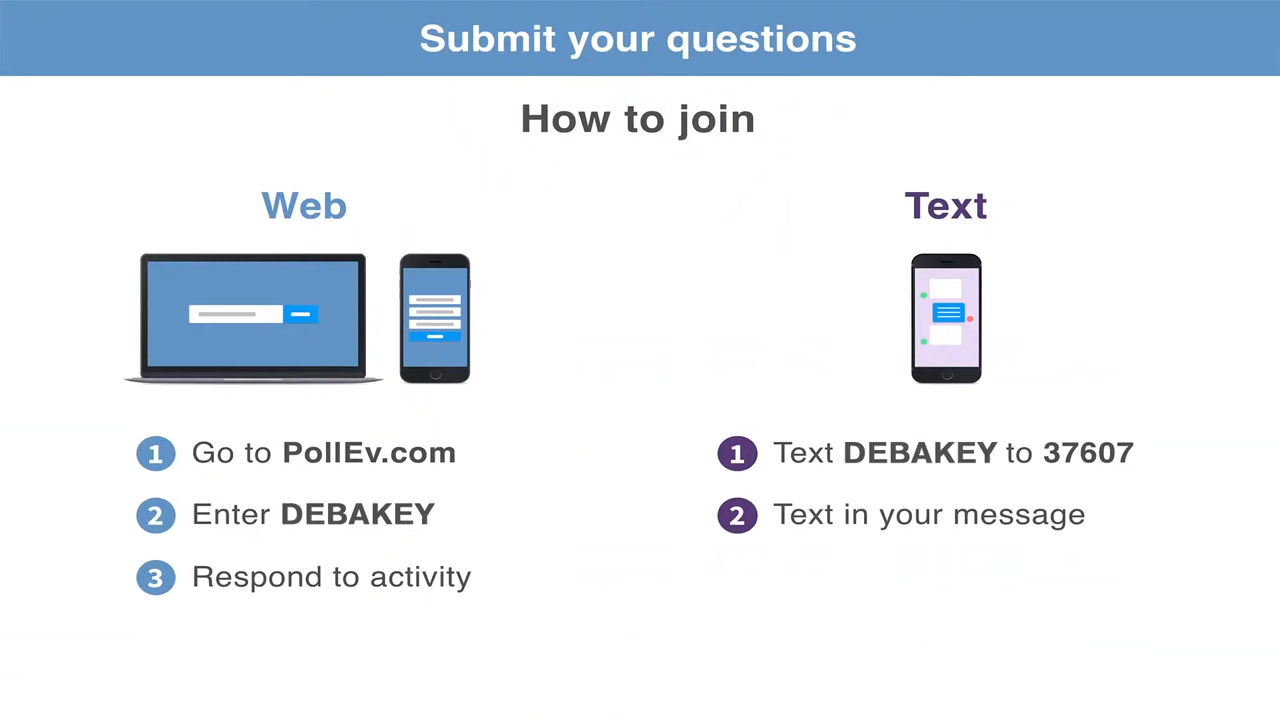 Submit your questions
How to join
Web
1 Go to PollEv.com
2 Enter DEBAKEY
3 Respond to activity
Text
1 Text DEBAKEY to 37607
2 Text in your message